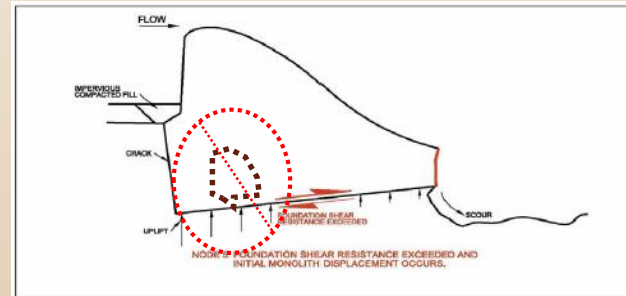 FLOW
IMPERVIOUS
COMPACTED FILL
CRACK
UPLIFT
FOUNDATION SHEAR
RESISTANCE EXCEEDED
SCOUR
NODE 5 FOUNDATION SHEAR RESISTANCE EXCEEDED AND
INITIAL MONOLITH DISPLACEMENT OCCURS.